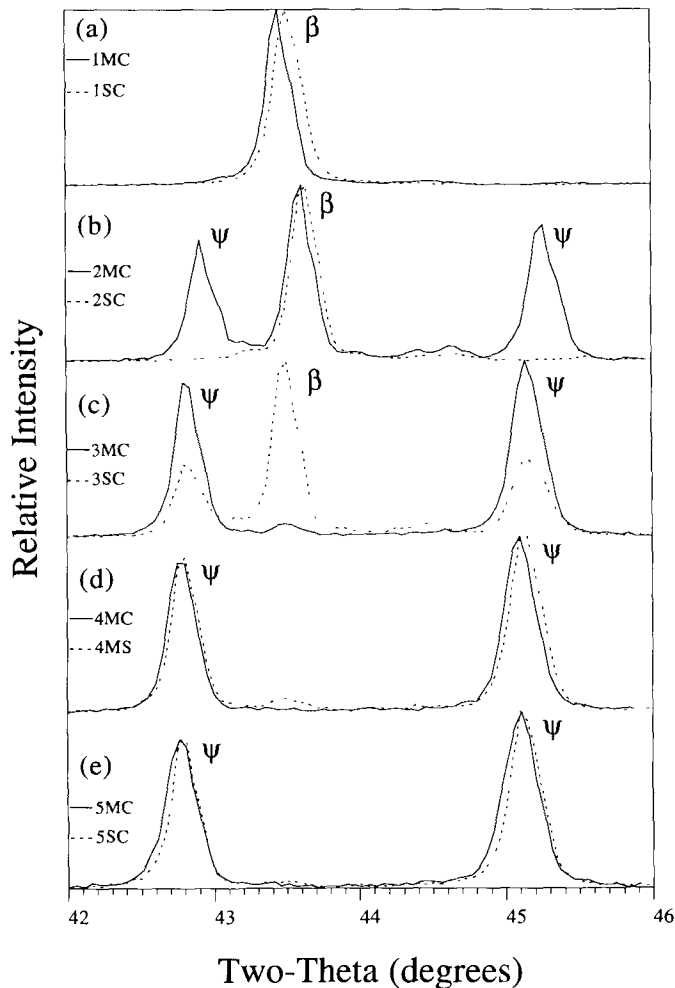 (a)
β
—1MC
---1SC
(b)
ψ
β
ψ
—2MC
---2SC
(c)
ψ
β
ψ
—3MC
---3SC
(d)
ψ
ψ
—4MC
---4MS
(e)
ψ
ψ
—5MC
---5SC
Relative Intensity
42 43 44 45 46
Two-Theta (degrees)